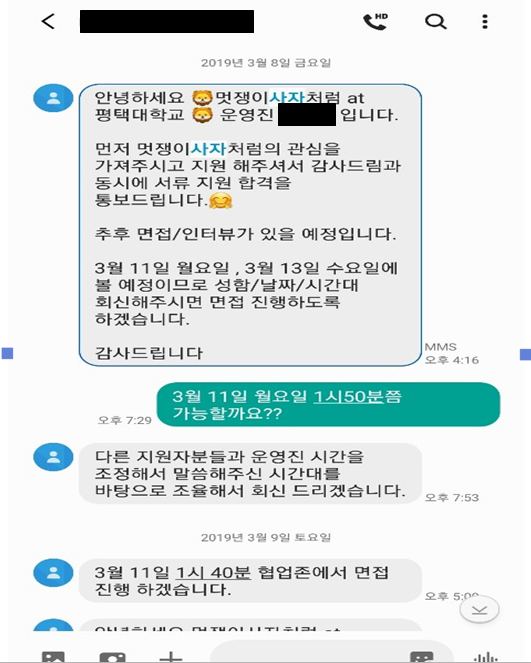 HD
2019년 3월 8일 금요일
안녕하세요 🦁멋쟁이사자처럼 at
평택대학교 🦁 운영진 입니다.
먼저 멋쟁이사자처럼의 관심을
가져주시고 지원 해주셔서 감사드림과
동시에 서류 지원 합격을
통보드립니다.🤗
추후 면접/인터뷰가 있을 예정입니다.
3월 11일 월요일 , 3월 13일 수요일에
볼 예정이므로 성함/날짜/시간대
회신해주시면 면접 진행하도록
하겠습니다.
감사드립니다
MMS
오후 4:16
3월 11일 월요일 1시50분쯤
가능할까요??
오후 7:29
다른 지원자분들과 운영진 시간을
조정해서 말씀해주신 시간대를
바탕으로 조율해서 회신 드리겠습니다.
오후 7:53
2019년 3월 9일 토요일
3월 11일 1시 40분 협업존에서 면접
진행 하겠습니다.
오후